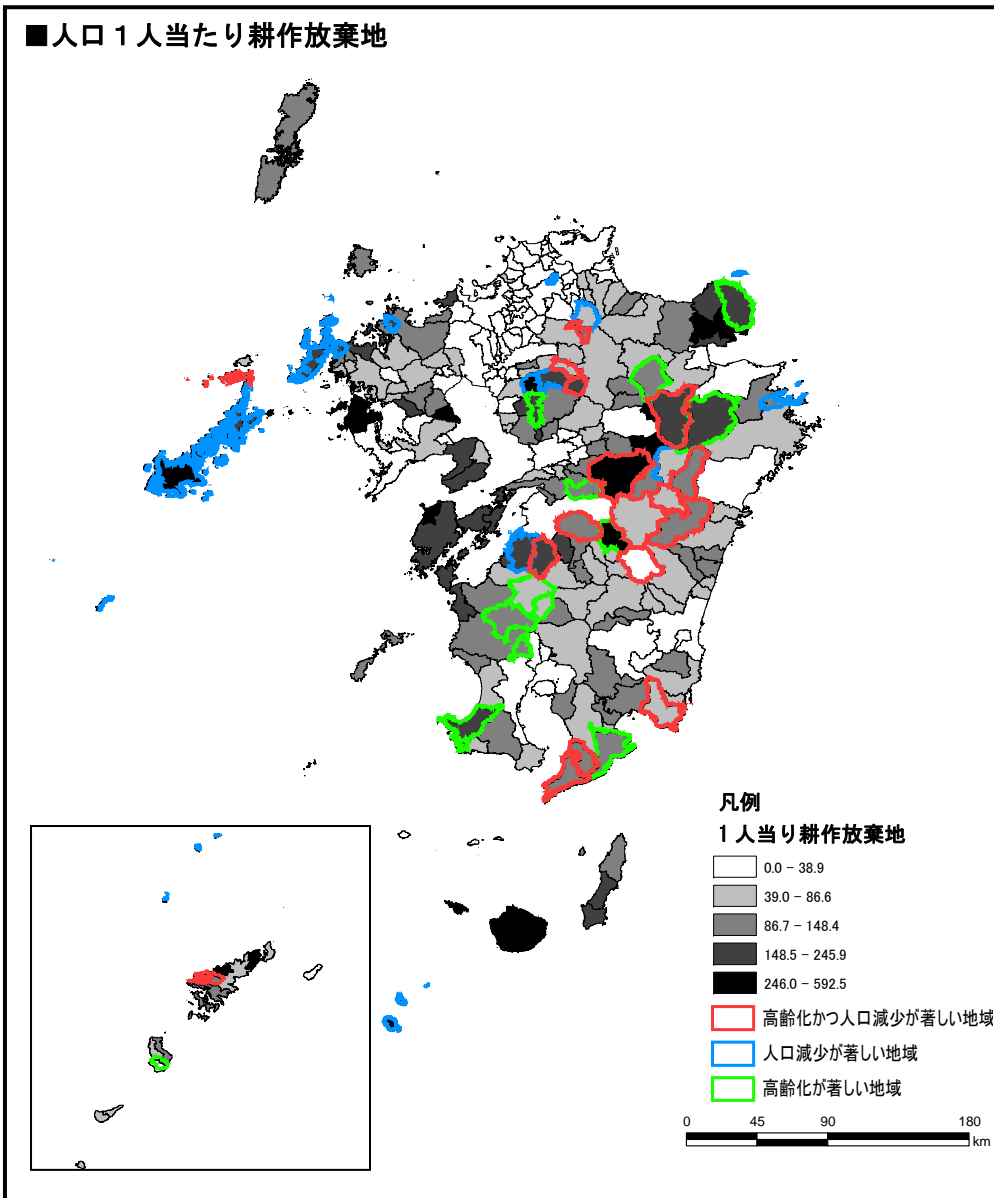 ■人口１人当たり耕作放棄地
凡例
１人当り耕作放棄地
0.0 - 38.9
39.0 - 86.6
86.7 - 148.4
148.5 - 245.9
246.0 - 592.5
高齢化かつ人口減少が著しい地域
人口減少が著しい地域
高齢化が著しい地域
0 45 90 180
km